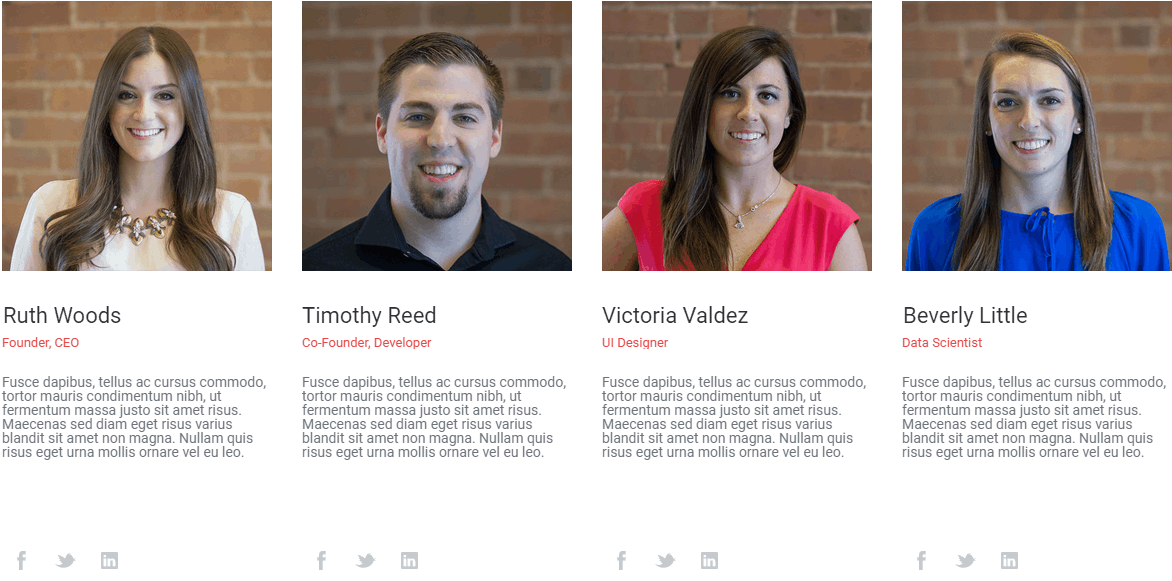 Ruth Woods
Founder, CEO
Fusce dapibus, tellus ac cursus commodo,
tortor mauris condimentum nibh, ut
fermentum massa justo sit amet risus.
Maecenas sed diam eget risus varius
blandit sit amet non magna. Nullam quis
risus eget urna mollis ornare vel eu leo.
Timothy Reed
Co-Founder, Developer
Fusce dapibus, tellus ac cursus commodo,
tortor mauris condimentum nibh, ut
fermentum massa justo sit amet risus.
Maecenas sed diam eget risus varius
blandit sit amet non magna. Nullam quis
risus eget urna mollis ornare vel eu leo.
Victoria Valdez
UI Designer
Fusce dapibus, tellus ac cursus commodo,
tortor mauris condimentum nibh, ut
fermentum massa justo sit amet risus.
Maecenas sed diam eget risus varius
blandit sit amet non magna. Nullam quis
risus eget urna mollis ornare vel eu leo.
Beverly Little
Data Scientist
Fusce dapibus, tellus ac cursus commodo,
tortor mauris condimentum nibh, ut
fermentum massa justo sit amet risus.
Maecenas sed diam eget risus varius
blandit sit amet non magna. Nullam quis
risus eget urna mollis ornare vel eu leo.